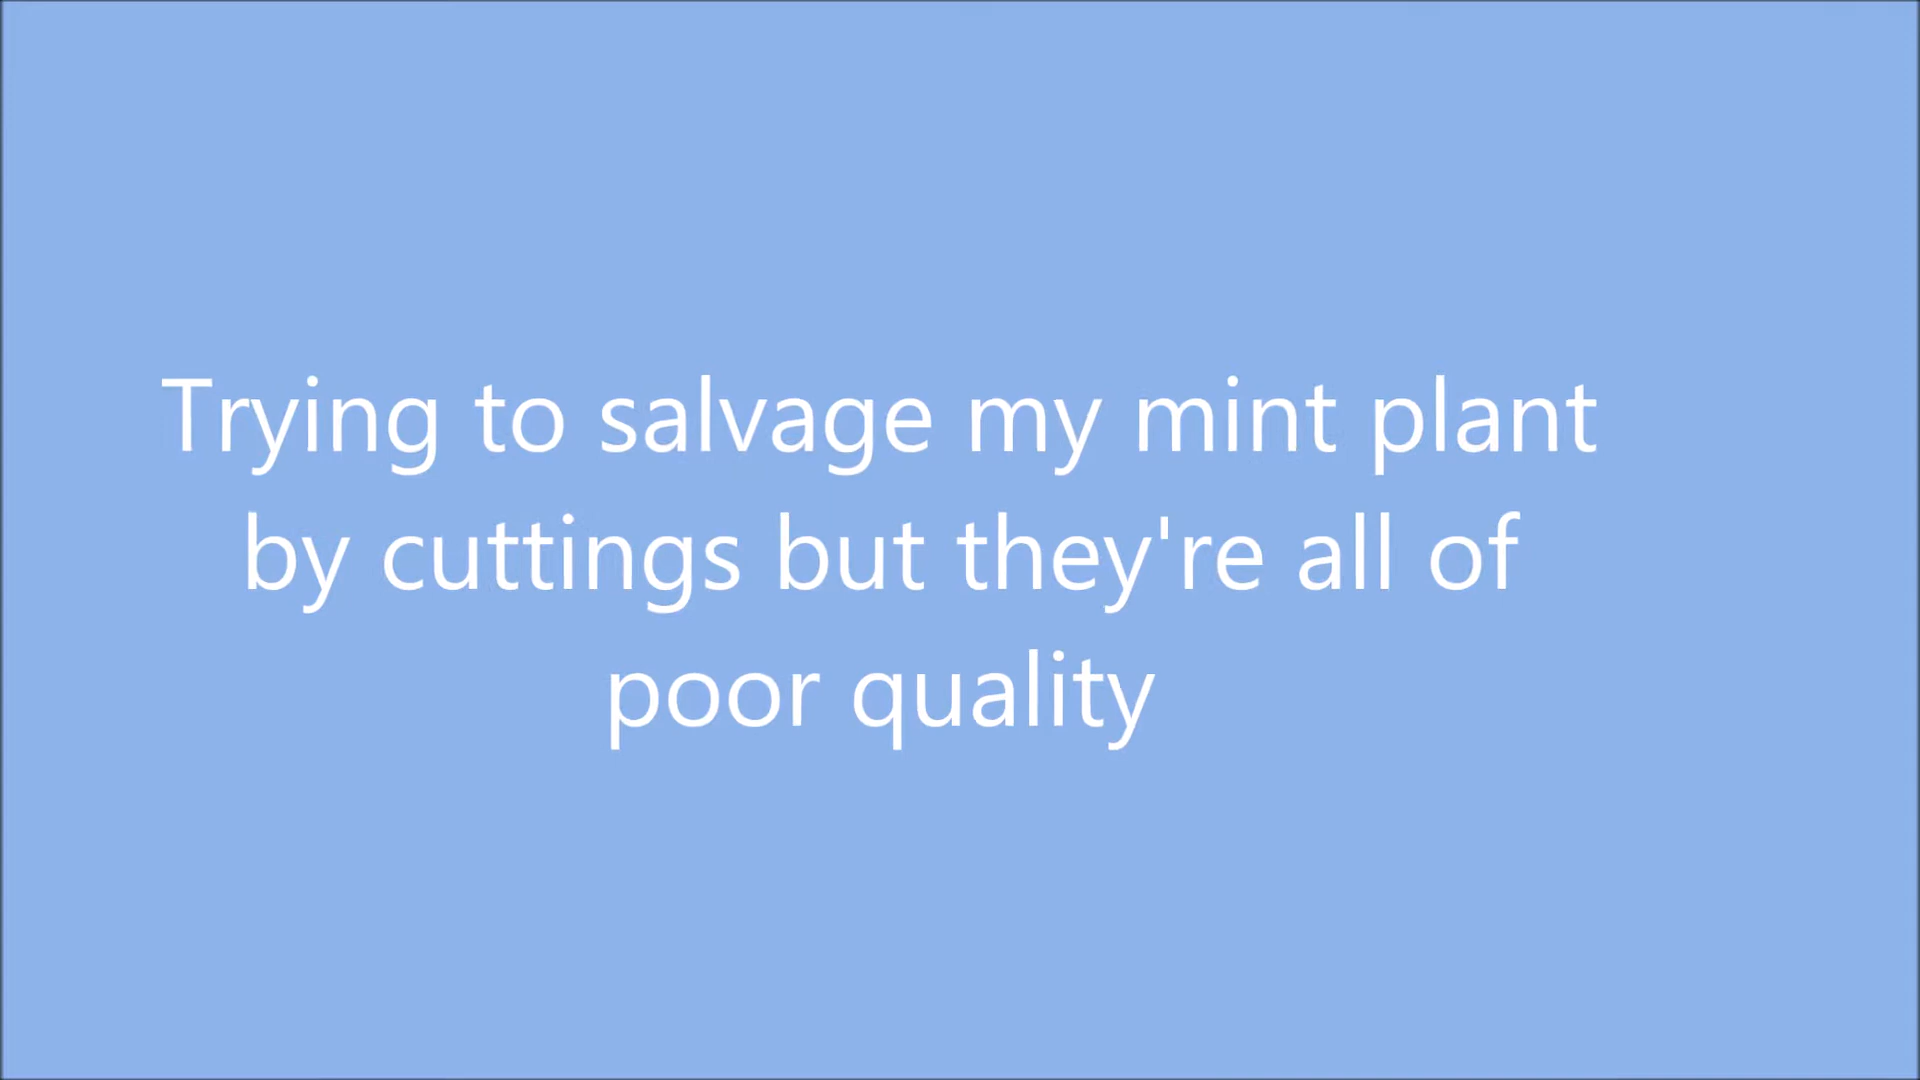 Trying to salvage my mint plant
by cuttings but they're all of
poor quality